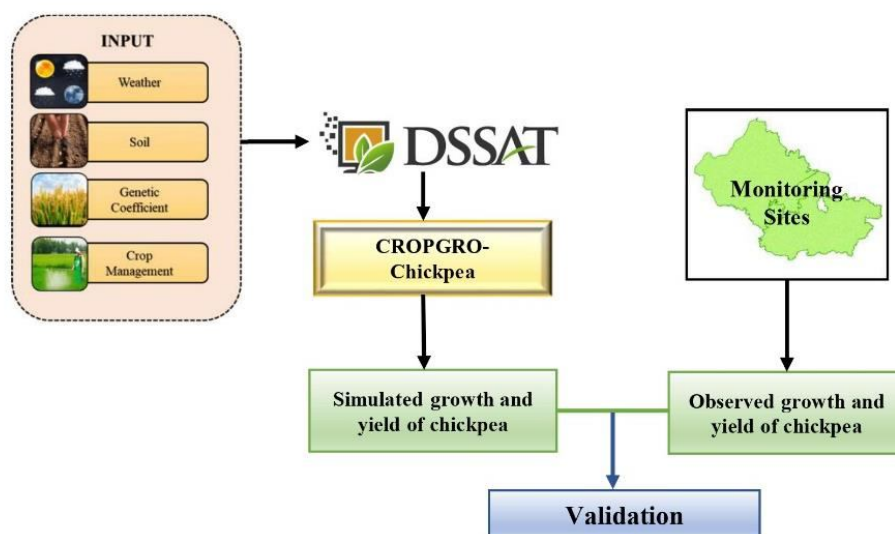 INPUT
Weather
Soil
Genetic
Coefficient
Crop
Management
DSSAT
CROPGRO-
Chickpea
Monitoring
Sites
Simulated growth and
yield of chickpea
Observed growth and
yield of chickpea
Validation